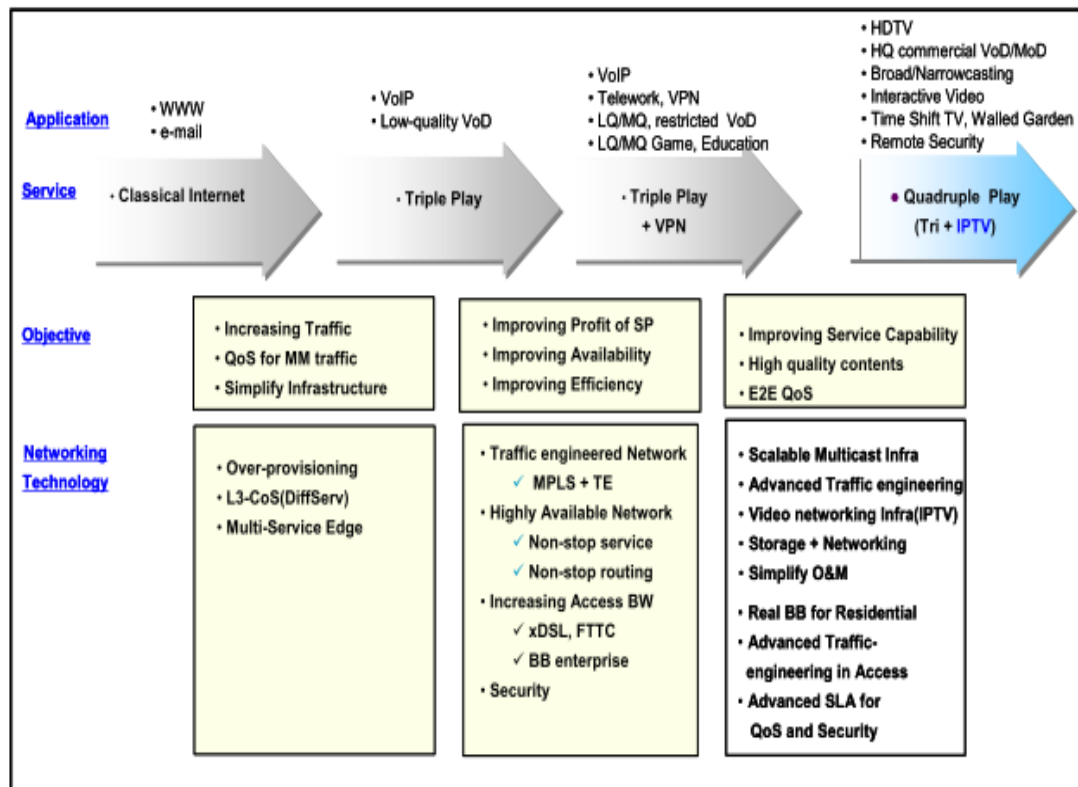 Application
• WWW
• e-mail
• VoIP
• Low-quality VoD
• VoIP
• Telework, VPN
• LQ/MQ, restricted VoD
• LQ/MQ Game, Education
• HDTV
• HQ commercial VoD/MoD
• Broad/Narrowcasting
• Interactive Video
• Time Shift TV, Walled Garden
• Remote Security
Service
· Classical Internet
· Triple Play
· Triple Play
+ VPN
• Quadruple Play
(Tri + IPTV)
Objective
• Increasing Traffic
• QoS for MM traffic
• Simplify Infrastructure
• Improving Profit of SP
• Improving Availability
• Improving Efficiency
• Improving Service Capability
• High quality contents
• E2E QoS
Networking
Technology
• Over-provisioning
• L3-CoS(DiffServ)
• Multi-Service Edge
• Traffic engineered Network
✓ MPLS + TE
• Highly Available Network
✓ Non-stop service
✓ Non-stop routing
• Increasing Access BW
✓ xDSL, FTTC
✓ BB enterprise
• Security
• Scalable Multicast Infra
• Advanced Traffic engineering
• Video networking Infra(IPTV)
• Storage + Networking
• Simplify O&M
• Real BB for Residential
• Advanced Traffic-
engineering in Access
• Advanced SLA for
QoS and Security